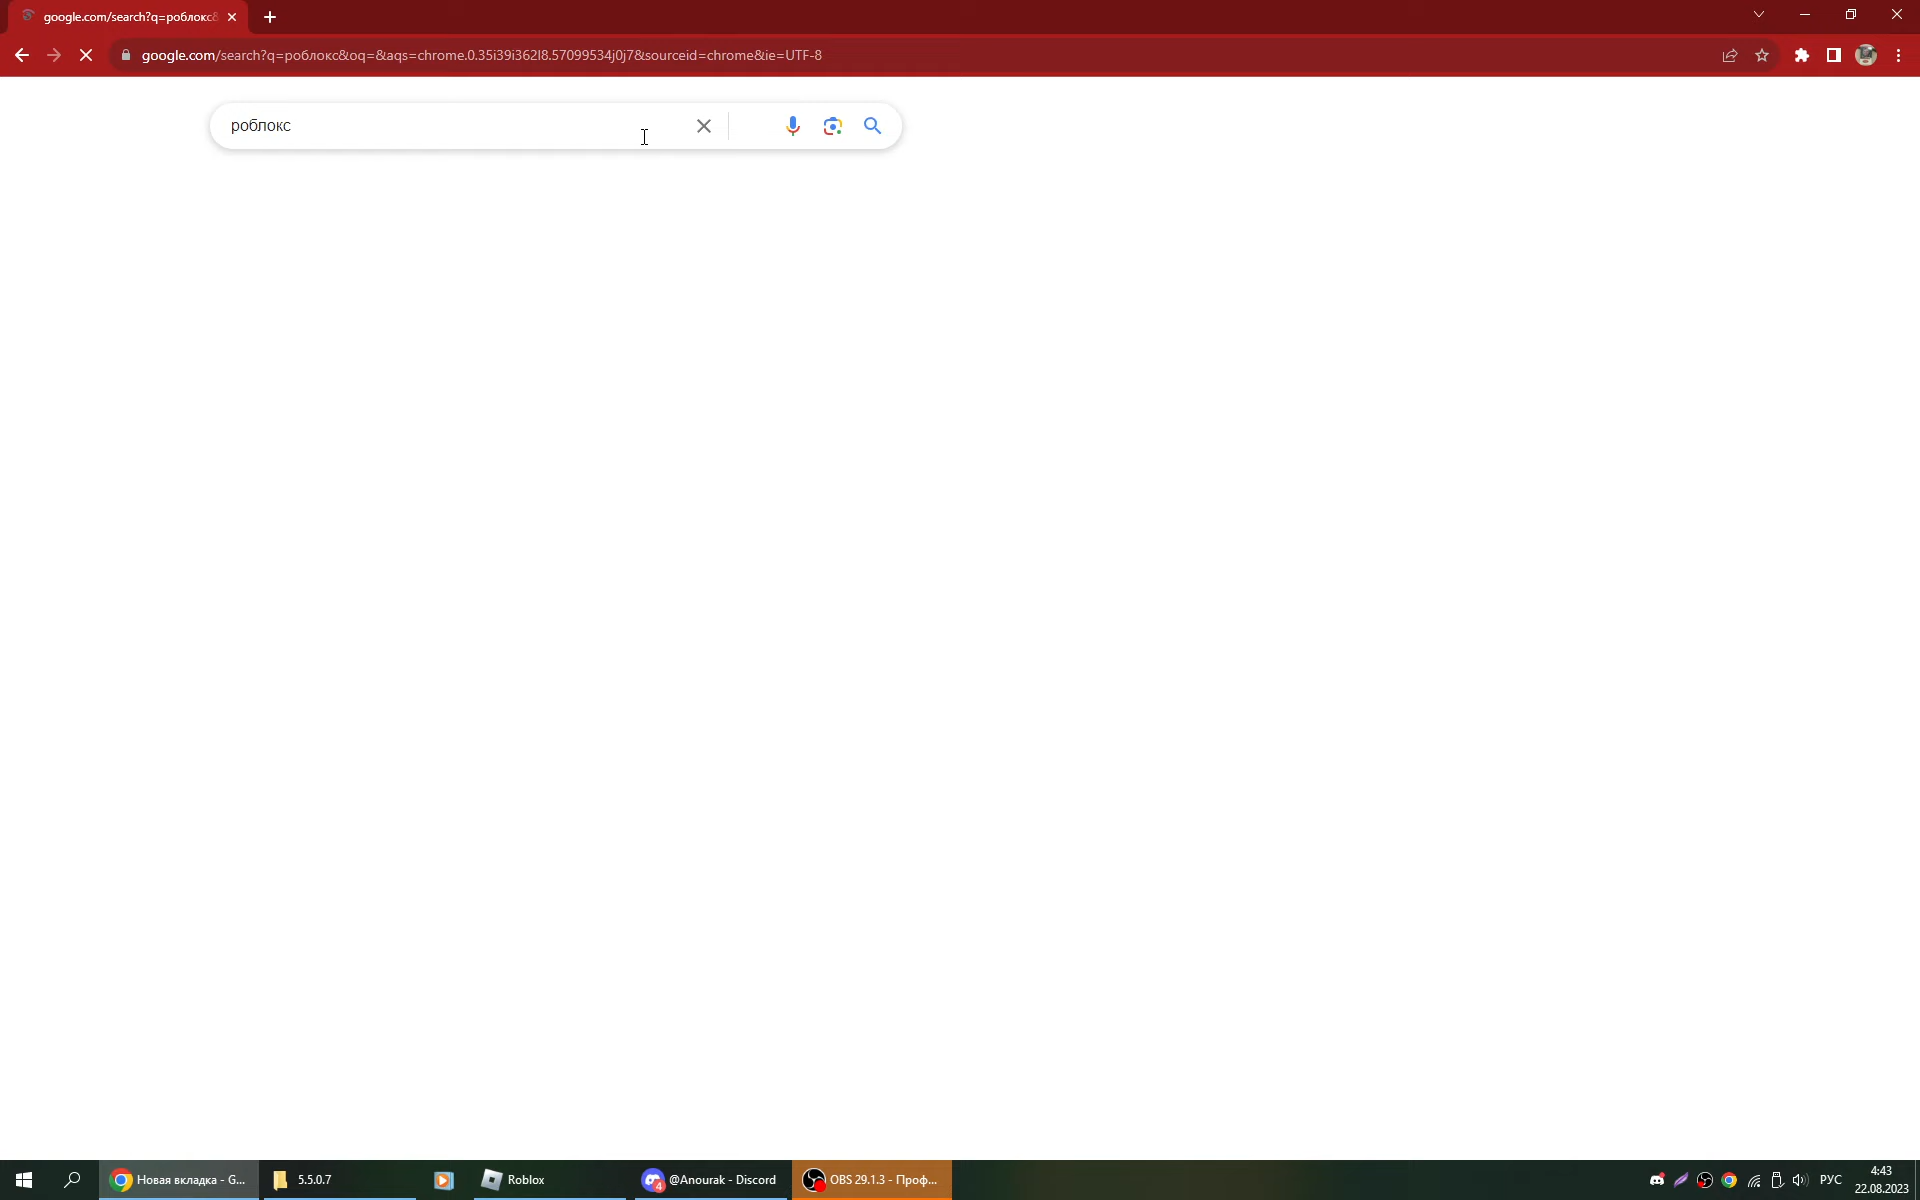 google.com/search?q=роблокс&
google.com/search?q=роблокс&oq=&aqs=chrome.0.35i39i362l8.57099534j0j7&sourceid=chrome&ie=UTF-8
роблокс
Новая вкладка - G...
5.5.0.7
Roblox
4
@Anourak - Discord
OBS 29.1.3 - Проф...
РУС
4:43
22.08.2023